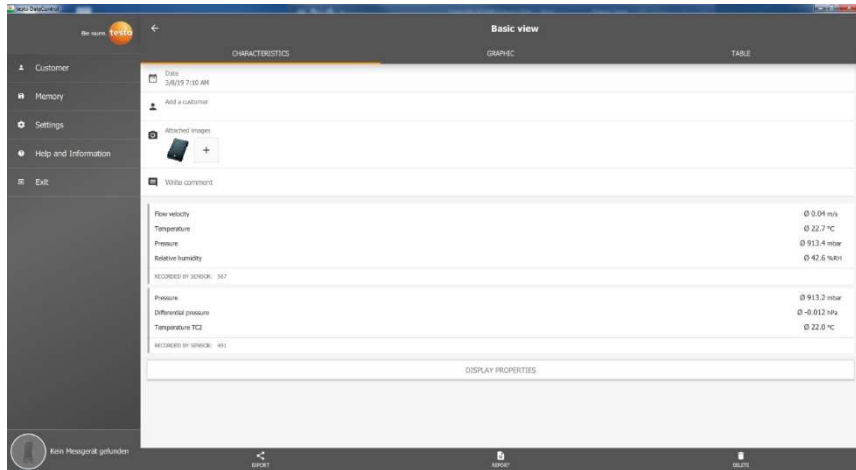 testo DataControl
Be sure. testo
Customer
Memory
Settings
Help and Information
Exit
Kein Messgerät gefunden
Basic view
CHARACTERISTICS
GRAPHIC
TABLE
Date
3/8/19 7:10 AM
Add a customer
Attached images
+
Write comment
Flow velocity Ø 0.04 m/s
Temperature Ø 22.7 °C
Pressure Ø 913.4 mbar
Relative humidity Ø 42.6 %RH
RECORDED BY SENSOR: 567
Pressure Ø 913.2 mbar
Differential pressure Ø -0.012 hPa
Temperature TC2 Ø 22.0 °C
RECORDED BY SENSOR: 491
DISPLAY PROPERTIES
EXPORT
REPORT
DELETE